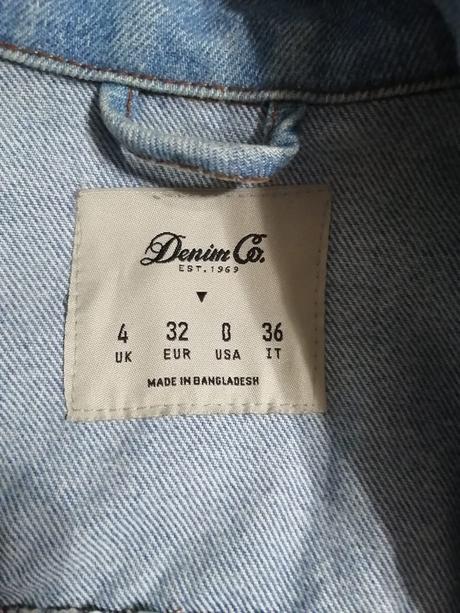 Denim Co.
EST.1969
4 32 0 36
UK EUR USA IT
MADE IN BANGLADESH